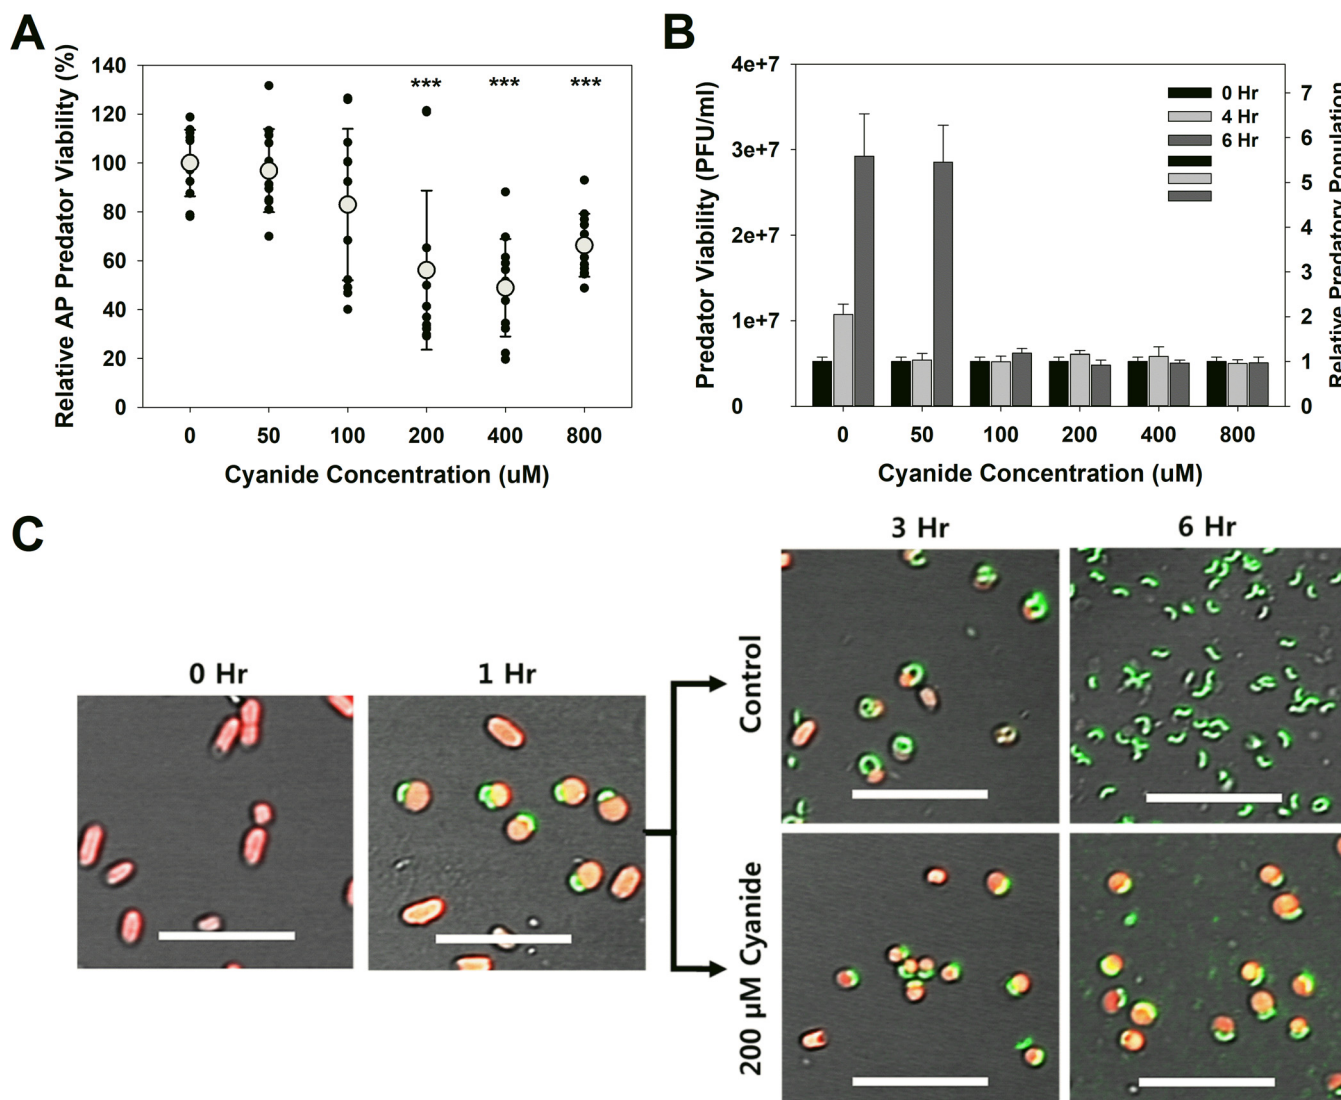 A
Relative AP Predator Viability (%)
140
120
100
80
60
40
20
0
*** *** ***
0 50 100 200 400 800
Cyanide Concentration (uM)
B
Predator Viability (PFU/ml)
4e+7
3e+7
2e+7
1e+7
0
0 Hr
4 Hr
6 Hr
7
6
5
4
3
2
1
0
Relative Predatory Population
0 50 100 200 400 800
Cyanide Concentration (uM)
C
0 Hr
1 Hr
3 Hr
6 Hr
Control
200 µM Cyanide